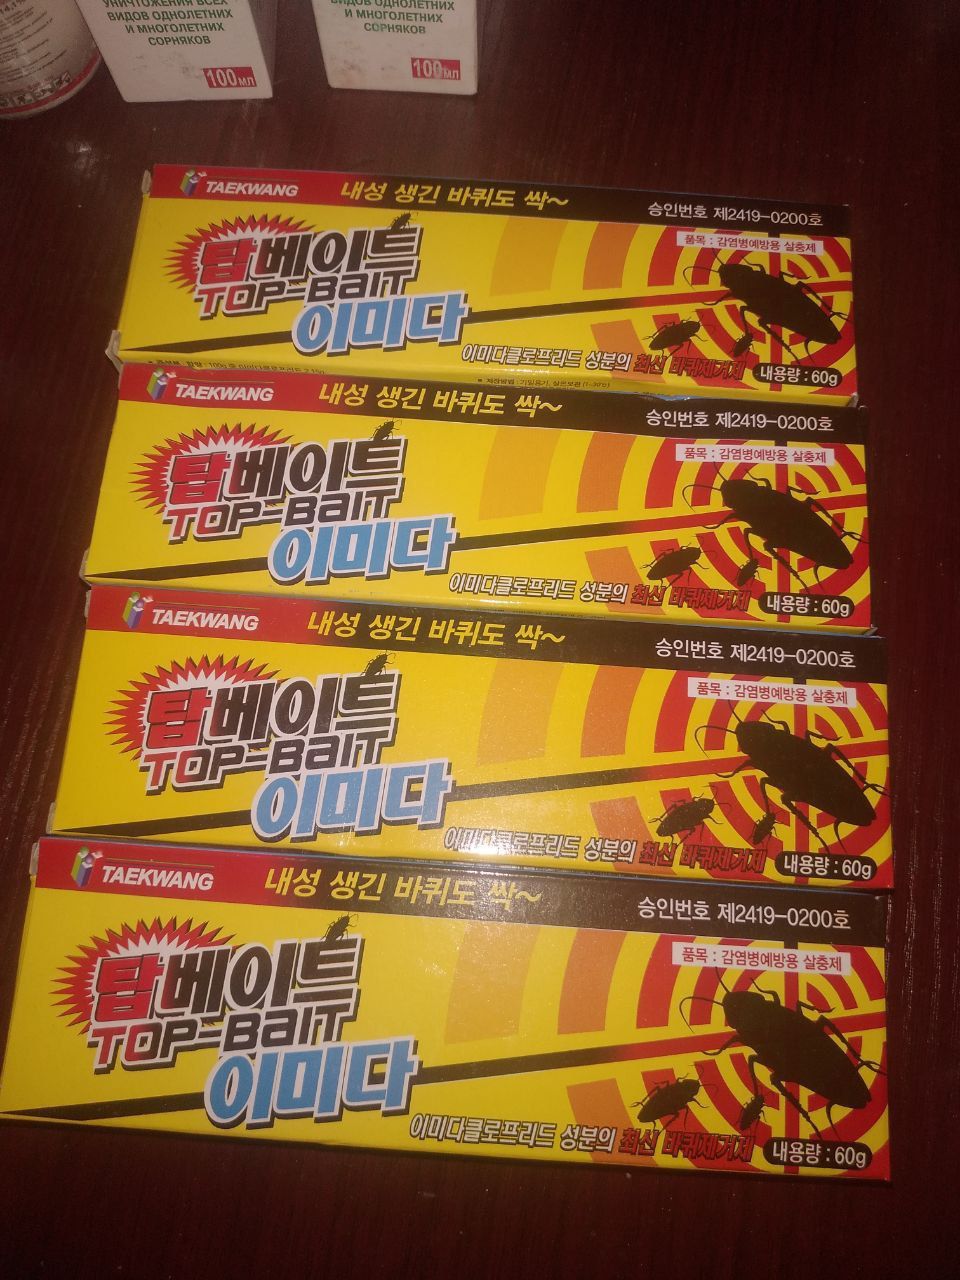 УНИЧТОЖЕНИЯ ВСЕХ
ВИДОВ ОДНОЛЕТНИХ
И МНОГОЛЕТНИХ
СОРНЯКОВ
100 мл
ВИДОВ ОДНОЛЕТНИХ
И МНОГОЛЕТНИХ
СОРНЯКОВ
100 мл
TAEKWANG
내성 생긴 바퀴도 싹~
승인번호 제2419-0200호
품목 : 감염병예방용 살충제
탑베이트
TOP-BaiT
이미다
이미다클로프리드 성분의 최신 바퀴제거제
내용량 : 60g
TAEKWANG
내성 생긴 바퀴도 싹~
승인번호 제2419-0200호
품목 : 감염병예방용 살충제
탑베이트
TOP-BaiT
이미다
이미다클로프리드 성분의 최신 바퀴제거제
내용량 : 60g
TAEKWANG
내성 생긴 바퀴도 싹~
승인번호 제2419-0200호
품목 : 감염병예방용 살충제
탑베이트
TOP-BaiT
이미다
이미다클로프리드 성분의 최신 바퀴제거제
내용량 : 60g
TAEKWANG
내성 생긴 바퀴도 싹~
승인번호 제2419-0200호
품목 : 감염병예방용 살충제
탑베이트
TOP-BaiT
이미다
이미다클로프리드 성분의 최신 바퀴제거제
내용량 : 60g